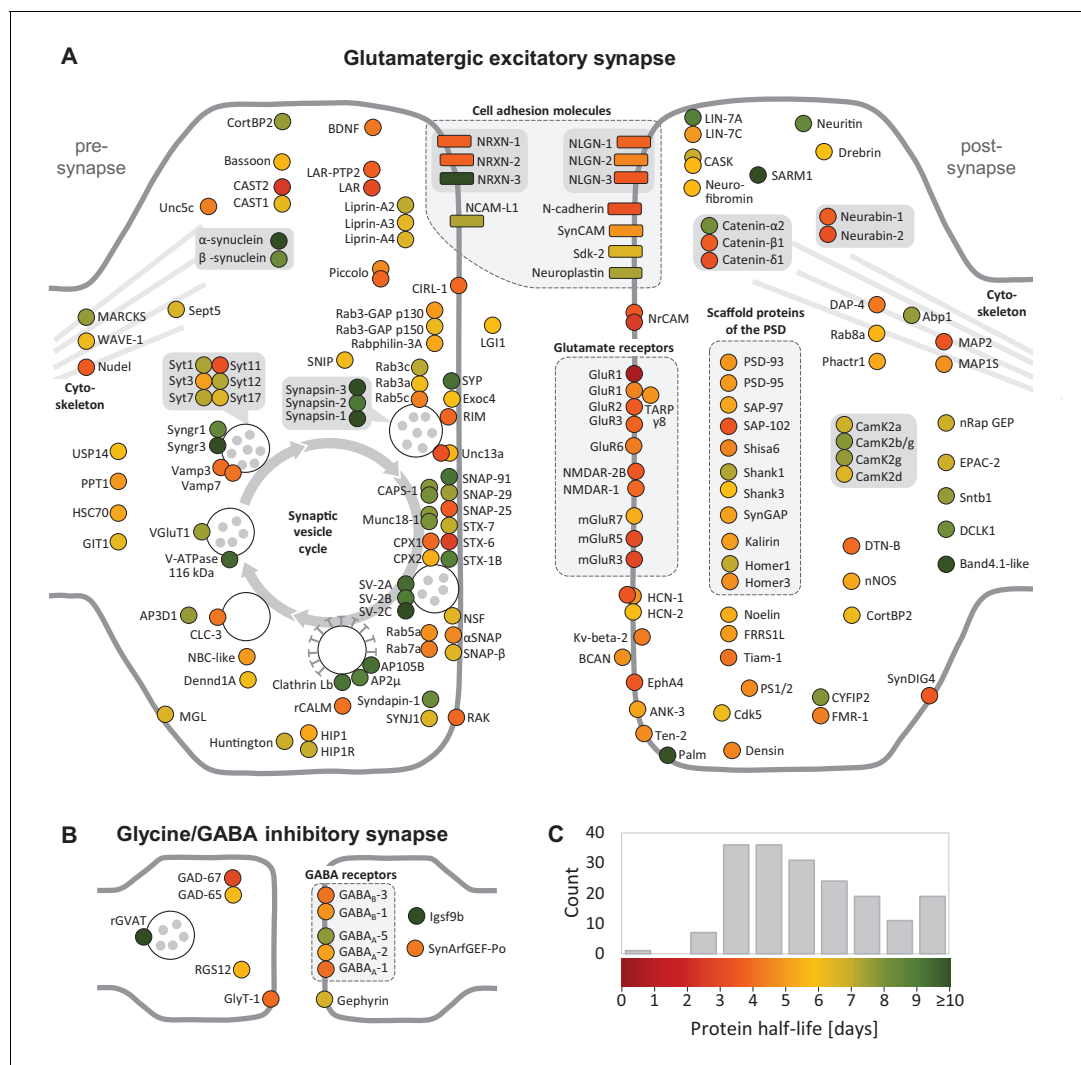 A
Glutamatergic excitatory synapse
pre-
synapse
post-
synapse
CortBP2
BDNF
Bassoon
LAR-PTP2
LAR
CAST2
CAST1
Unc5c
Liprin-A2
Liprin-A3
Liprin-A4
α-synuclein
β -synuclein
Piccolo
CIRL-1
Cell adhesion molecules
NRXN-1
NRXN-2
NRXN-3
NCAM-L1
NLGN-1
NLGN-2
NLGN-3
N-cadherin
SynCAM
Sdk-2
Neuroplastin
LIN-7A
LIN-7C
CASK
Neuro-
fibromin
Neuritin
Drebrin
SARM1
Catenin-α2
Catenin-β1
Catenin-δ1
Neurabin-1
Neurabin-2
MARCKS
WAVE-1
Nudel
Cyto-
skeleton
Sept5
Rab3-GAP p130
Rab3-GAP p150
Rabphilin-3A
LGI1
SNIP
Syt1
Syt11
Syt3
Syt12
Syt7
Syt17
Synapsin-3
Synapsin-2
Synapsin-1
Rab3c
Rab3a
Rab5c
SYP
Exoc4
RIM
Unc13a
Syngr1
Syngr3
Vamp3
Vamp7
USP14
PPT1
HSC70
GIT1
VGluT1
V-ATPase
116 kDa
Synaptic
vesicle
cycle
CAPS-1
Munc18-1
CPX1
CPX2
SNAP-91
SNAP-29
SNAP-25
STX-7
STX-6
STX-1B
SV-2A
SV-2B
SV-2C
NSF
αSNAP
SNAP-β
Rab5a
Rab7a
AP3D1
CLC-3
NBC-like
Dennd1A
AP105B
AP2μ
Clathrin Lb
rCALM
Syndapin-1
SYNJ1
RAK
MGL
Huntington
HIP1
HIP1R
NrCAM
Glutamate receptors
GluR1
GluR1
GluR2
GluR3
TARP
γ8
GluR6
NMDAR-2B
NMDAR-1
mGluR7
mGluR5
mGluR3
HCN-1
HCN-2
Kv-beta-2
BCAN
EphA4
ANK-3
Ten-2
Palm
Scaffold proteins
of the PSD
PSD-93
PSD-95
SAP-97
SAP-102
Shisa6
Shank1
Shank3
SynGAP
Kalirin
Homer1
Homer3
Noelin
FRRS1L
Tiam-1
PS1/2
Cdk5
Densin
DAP-4
Rab8a
Phactr1
Abp1
Cyto-
skeleton
MAP2
MAP1S
CamK2a
CamK2b/g
CamK2g
CamK2d
nRap GEP
EPAC-2
Sntb1
DCLK1
Band4.1-like
DTN-B
nNOS
CortBP2
CYFIP2
FMR-1
SynDIG4
B
Glycine/GABA inhibitory synapse
GAD-67
GAD-65
rGVAT
RGS12
GlyT-1
GABA receptors
GABAB-3
GABAB-1
GABAA-5
GABAA-2
GABAA-1
Gephyrin
Igsf9b
SynArfGEF-Po
C
Count
40
30
20
10
0
0 1 2 3 4 5 6 7 8 9 ≥10
Protein half-life [days]